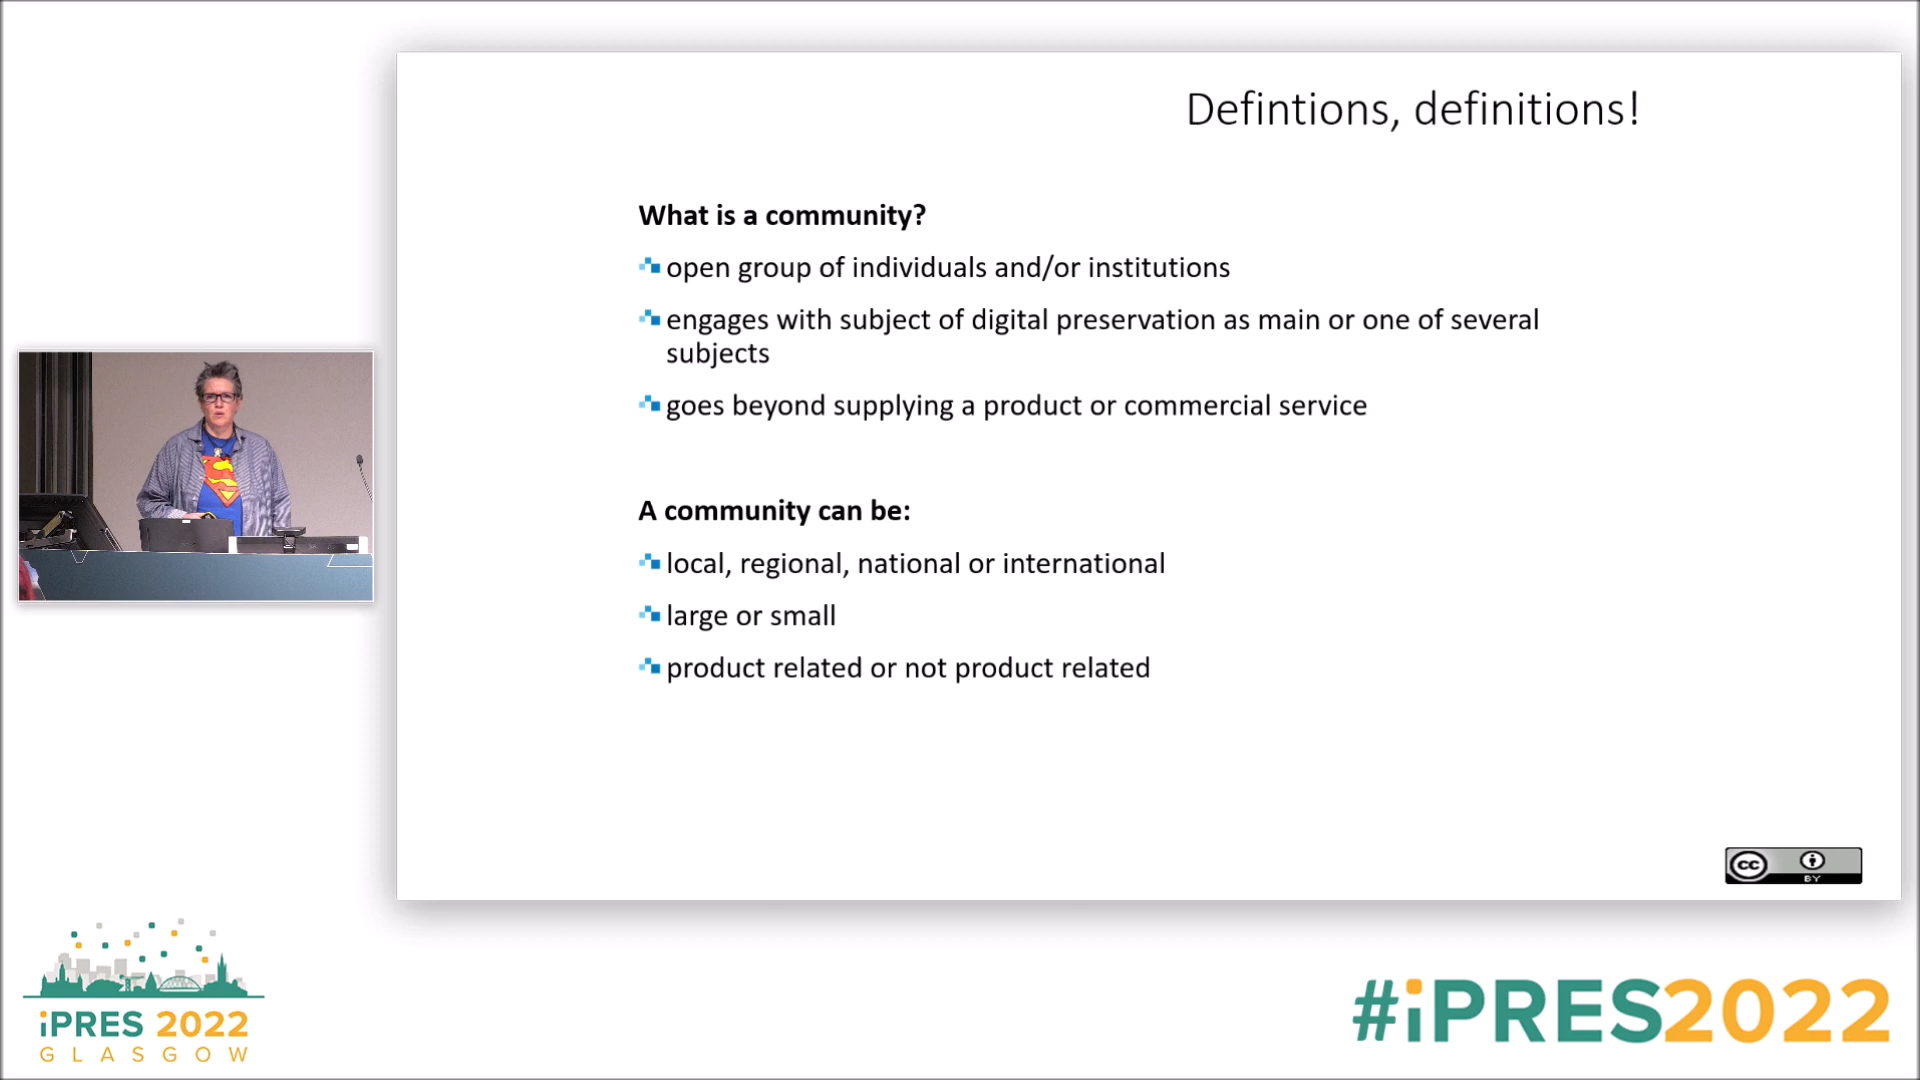 Defintions, definitions!
What is a community?
open group of individuals and/or institutions
engages with subject of digital preservation as main or one of several
subjects
goes beyond supplying a product or commercial service
A community can be:
local, regional, national or international
large or small
product related or not product related
cc
BY
iPRES 2022
GLASGOW
#iPRES2022